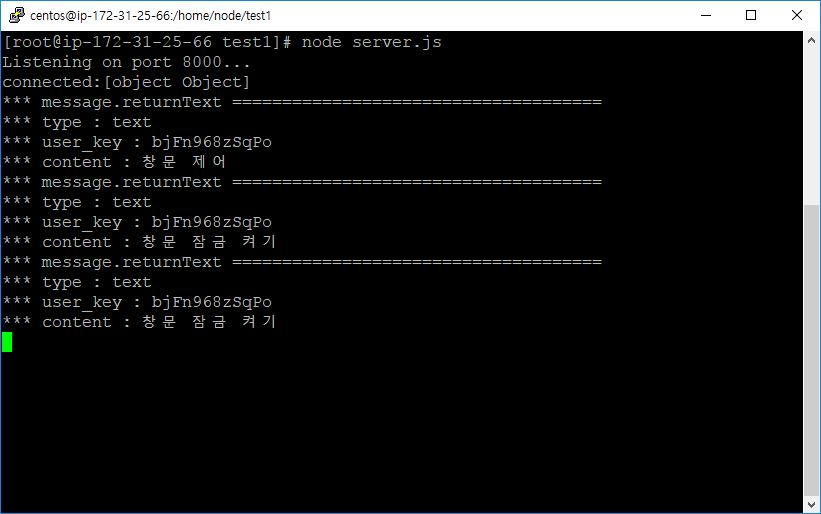 centos@ip-172-31-25-66:/home/node/test1
[root@ip-172-31-25-66 test1]# node server.js
Listening on port 8000...
connected:[object Object]
*** message.returnText =====================================
*** type : text
*** user_key : bjFn968zSqPo
*** content : 창문 제어
*** message.returnText =====================================
*** type : text
*** user_key : bjFn968zSqPo
*** content : 창문 잠금 켜기
*** message.returnText =====================================
*** type : text
*** user_key : bjFn968zSqPo
*** content : 창문 잠금 켜기